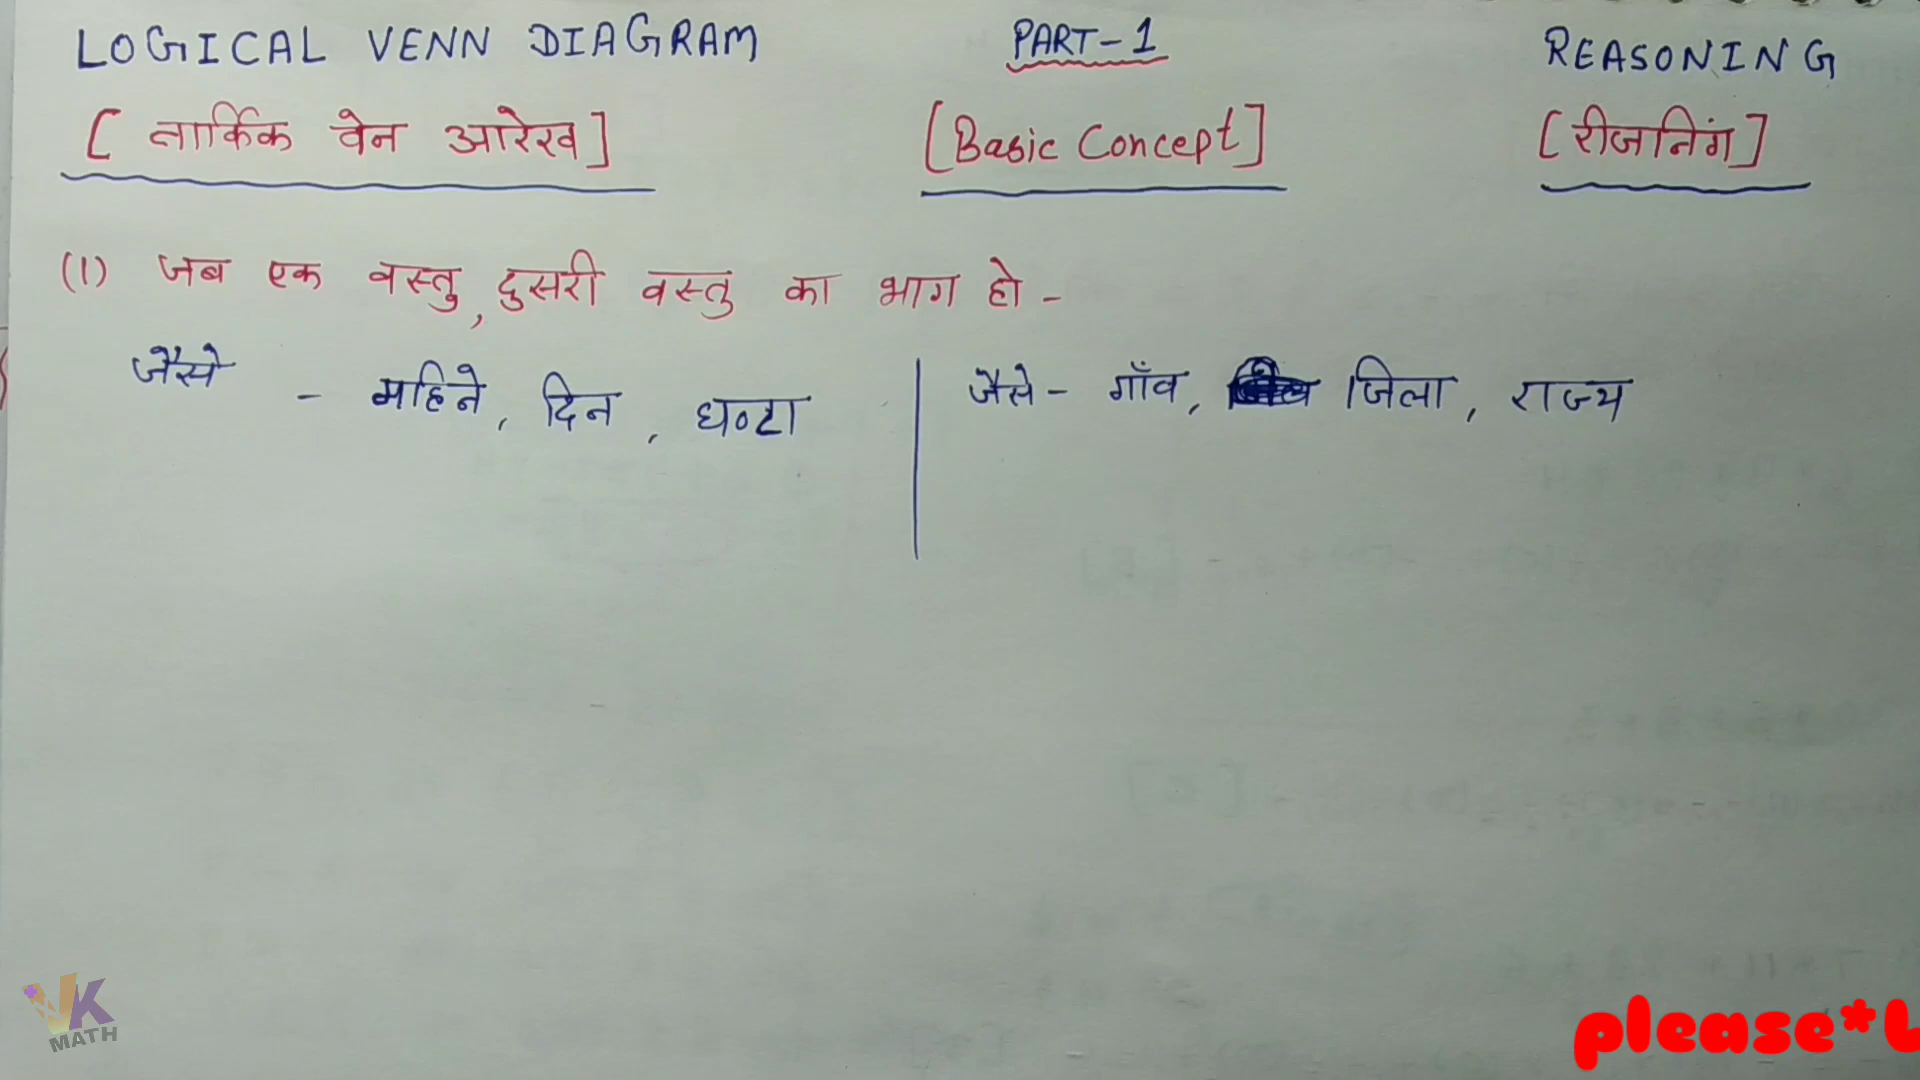 LOGICAL VENN DIAGRAM PART-1 REASONING
[तार्किक वेन आरेख] [Basic Concept] [रीजनिंग]
(1) जब एक वस्तु, दुसरी वस्तु का भाग हो -
जैसे - महिने, दिन, घण्टा
जैसे - गाँव, जिला, राज्य
VK
MATH
please*L